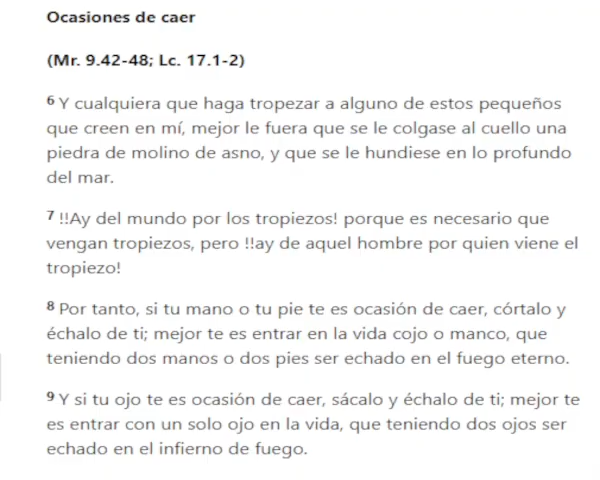 Ocasiones de caer
(Mr. 9.42-48; Lc. 17.1-2)
6 Y cualquiera que haga tropezar a alguno de estos pequeños
que creen en mí, mejor le fuera que se le colgase al cuello una
piedra de molino de asno, y que se le hundiese en lo profundo
del mar.
7 !!Ay del mundo por los tropiezos! porque es necesario que
vengan tropiezos, pero !!ay de aquel hombre por quien viene el
tropiezo!
8 Por tanto, si tu mano o tu pie te es ocasión de caer, córtalo y
échalo de ti; mejor te es entrar en la vida cojo o manco, que
teniendo dos manos o dos pies ser echado en el fuego eterno.
9 Y si tu ojo te es ocasión de caer, sácalo y échalo de ti; mejor te
es entrar con un solo ojo en la vida, que teniendo dos ojos ser
echado en el infierno de fuego.